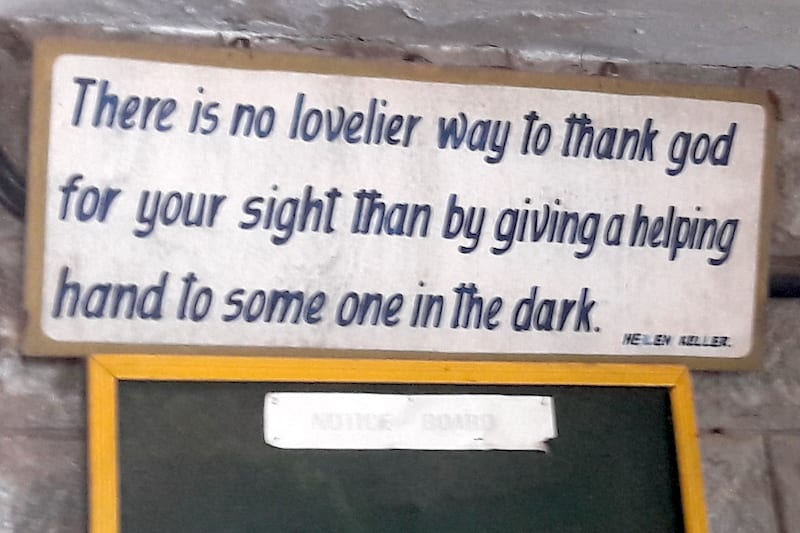 There is no lovelier way to thank god
for your sight than by giving a helping
hand to some one in the dark.
HELEN KELLER.
NOTICE - BOARD